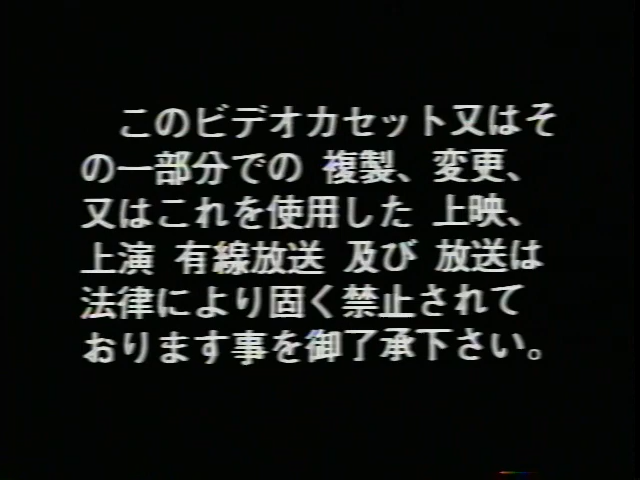 このビデオカセット又はそ
の一部分での 複製、変更、
又はこれを使用した 上映、
上演 有線放送 及び 放送は
法律により固く禁止されて
おります事を御了承下さい。